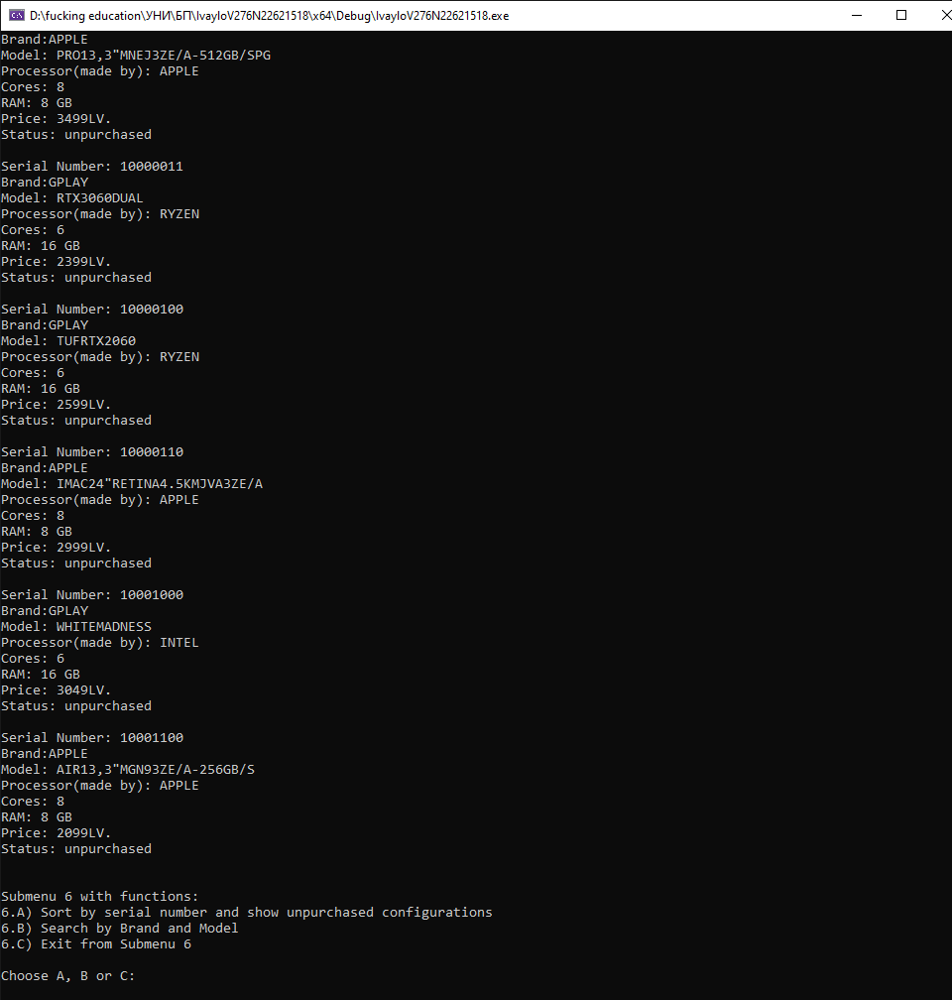 D:\fucking education\УНИ\БП\IvayloV276N22621518\x64\Debug\IvayloV276N22621518.exe
Brand:APPLE
Model: PRO13,3"MNEJ3ZE/A-512GB/SPG
Processor(made by): APPLE
Cores: 8
RAM: 8 GB
Price: 3499LV.
Status: unpurchased
Serial Number: 10000011
Brand:GPLAY
Model: RTX3060DUAL
Processor(made by): RYZEN
Cores: 6
RAM: 16 GB
Price: 2399LV.
Status: unpurchased
Serial Number: 10000100
Brand:GPLAY
Model: TUFRTX2060
Processor(made by): RYZEN
Cores: 6
RAM: 16 GB
Price: 2599LV.
Status: unpurchased
Serial Number: 10000110
Brand:APPLE
Model: IMAC24"RETINA4.5KMJVA3ZE/A
Processor(made by): APPLE
Cores: 8
RAM: 8 GB
Price: 2999LV.
Status: unpurchased
Serial Number: 10001000
Brand:GPLAY
Model: WHITEMADNESS
Processor(made by): INTEL
Cores: 6
RAM: 16 GB
Price: 3049LV.
Status: unpurchased
Serial Number: 10001100
Brand:APPLE
Model: AIR13,3"MGN93ZE/A-256GB/S
Processor(made by): APPLE
Cores: 8
RAM: 8 GB
Price: 2099LV.
Status: unpurchased
Submenu 6 with functions:
6.A) Sort by serial number and show unpurchased configurations
6.B) Search by Brand and Model
6.C) Exit from Submenu 6
Choose A, B or C: